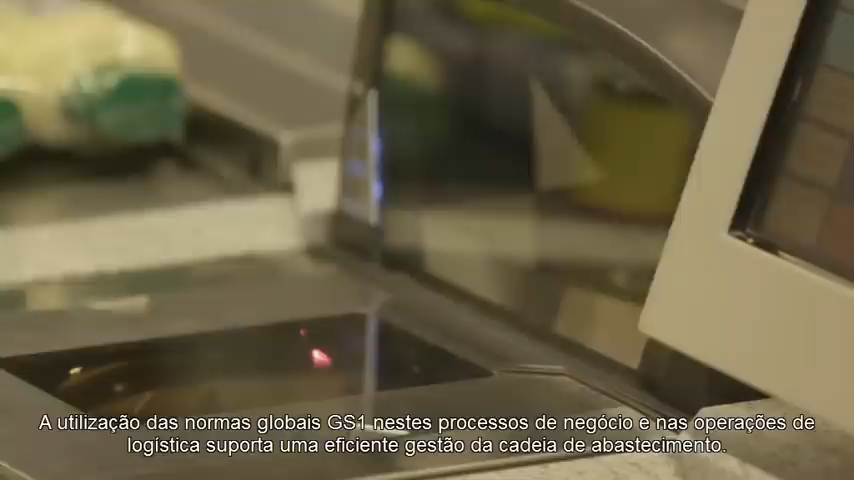 A utilização das normas globais GS1 nestes processos de negócio e nas operações de
logística suporta uma eficiente gestão da cadeia de abastecimento.